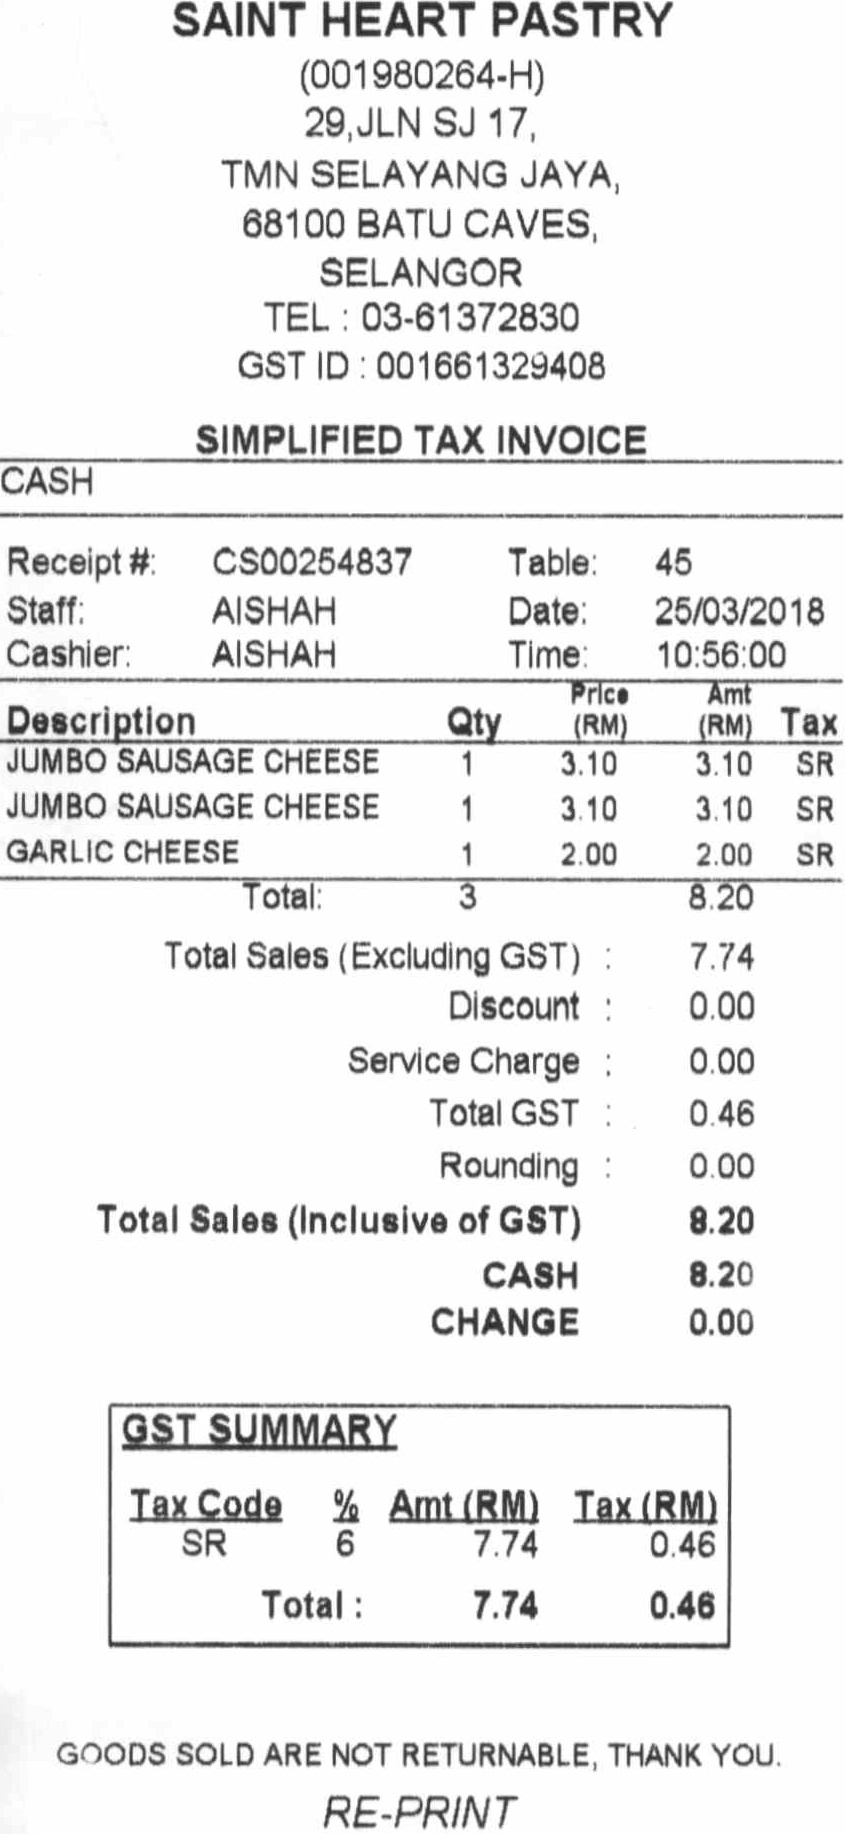 SAINT HEART PASTRY
(001980264-H)
29,JLN SJ 17,
TMN SELAYANG JAYA,
68100 BATU CAVES,
SELANGOR
TEL : 03-61372830
GST ID : 001661329408
SIMPLIFIED TAX INVOICE
CASH
Receipt #: CS00254837 Table: 45
Staff: AISHAH Date: 25/03/2018
Cashier: AISHAH Time: 10:56:00
Description Qty Price (RM) Amt (RM) Tax
JUMBO SAUSAGE CHEESE 1 3.10 3.10 SR
JUMBO SAUSAGE CHEESE 1 3.10 3.10 SR
GARLIC CHEESE 1 2.00 2.00 SR
Total: 3 8.20
Total Sales (Excluding GST) : 7.74
Discount : 0.00
Service Charge : 0.00
Total GST : 0.46
Rounding : 0.00
Total Sales (Inclusive of GST) 8.20
CASH 8.20
CHANGE 0.00
GST SUMMARY
Tax Code % Amt (RM) Tax (RM)
SR 6 7.74 0.46
Total : 7.74 0.46
GOODS SOLD ARE NOT RETURNABLE, THANK YOU.
RE-PRINT